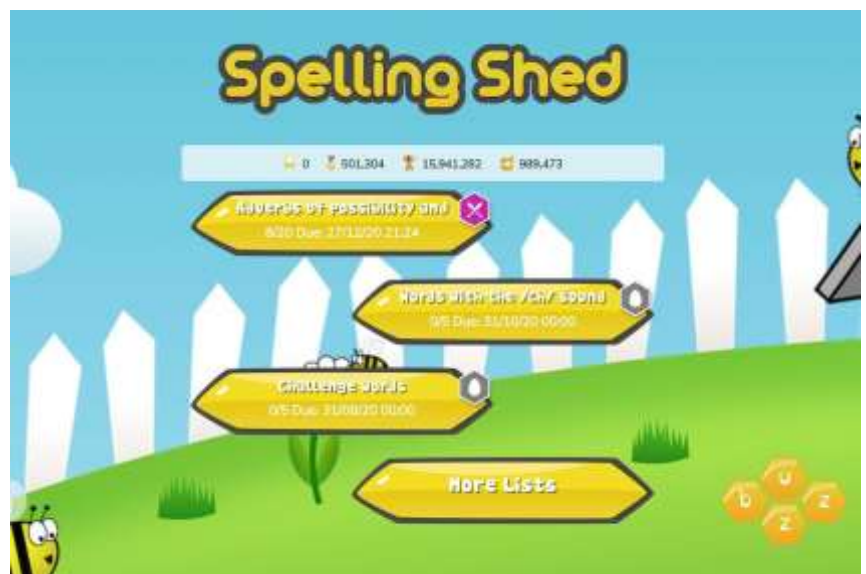 Spelling Shed
0 501,304 15,941,282 989,473
Adverbs of Possibility and
8/20 Due: 27/12/20 21:24
Words with the /ch/ Sound
0/5 Due: 31/10/20 00:00
Challenge Words
0/5 Due: 31/08/20 00:00
More Lists
b u z z